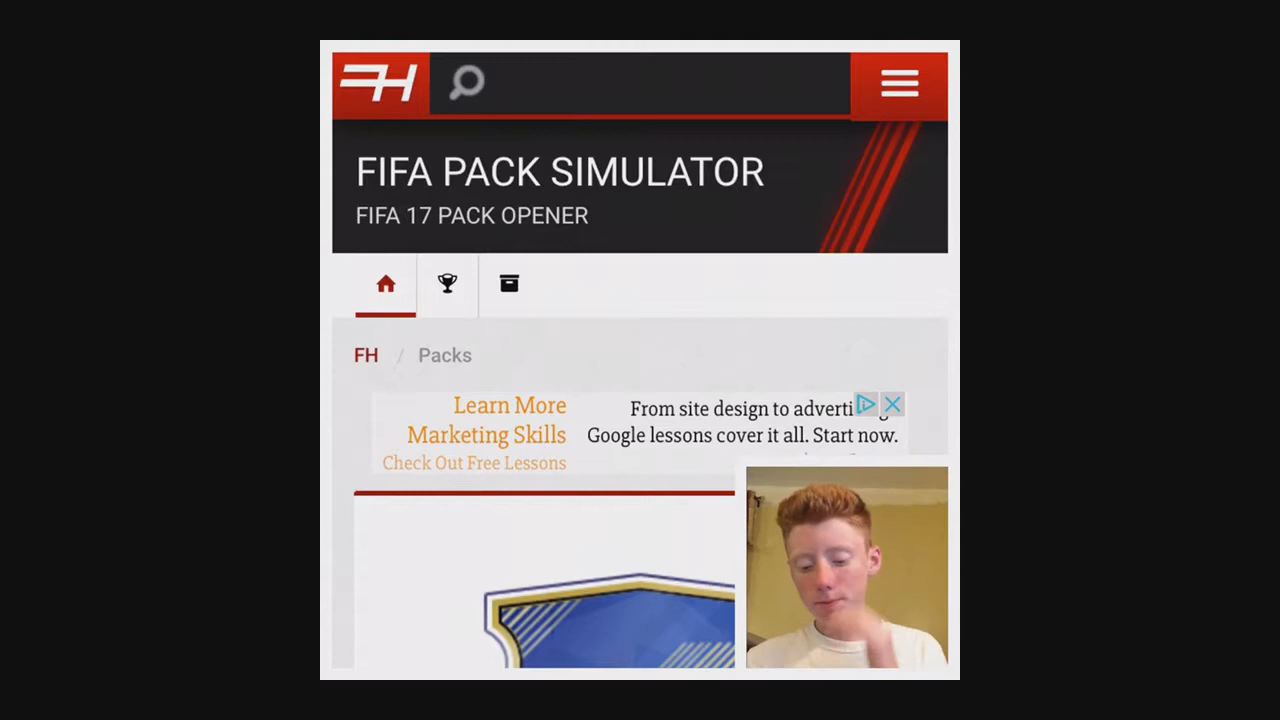 FH
FIFA PACK SIMULATOR
FIFA 17 PACK OPENER
FH / Packs
Learn More
Marketing Skills
Check Out Free Lessons
From site design to adverti
Google lessons cover it all. Start now.